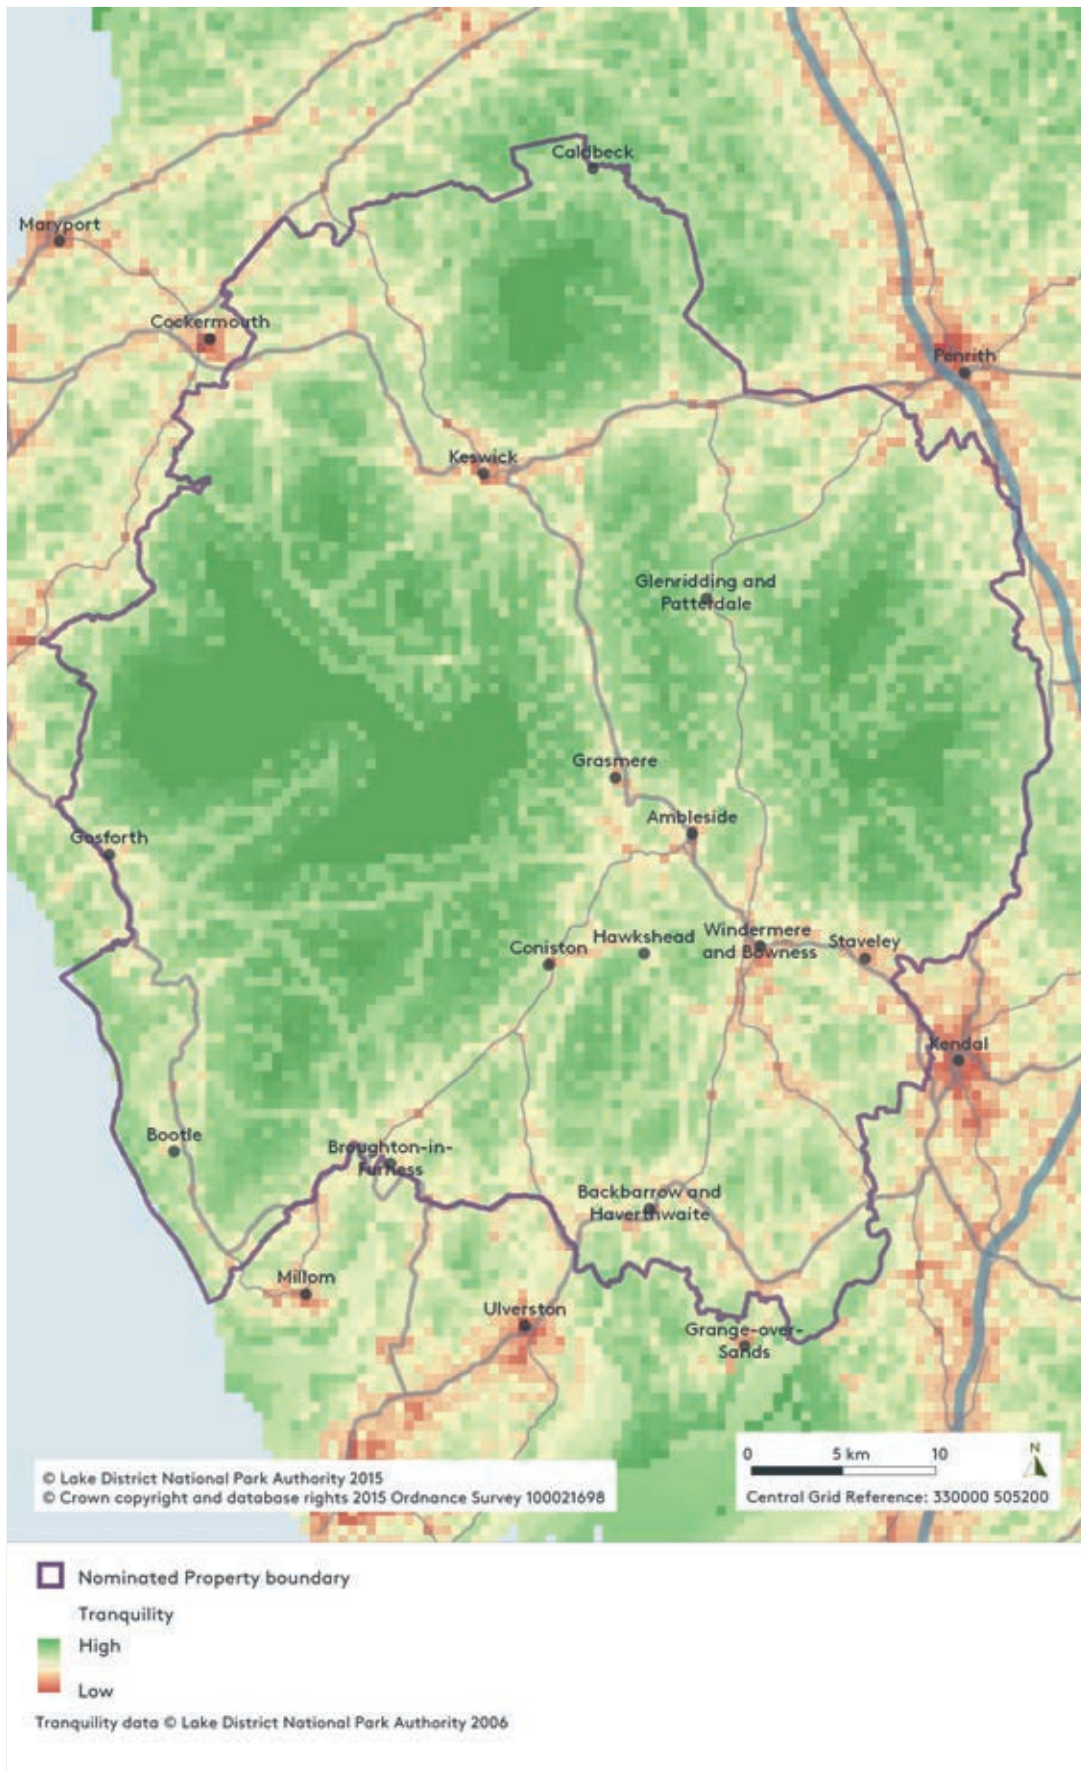 Caldbeck
Maryport
Cockermouth
Penrith
Keswick
Glenridding and
Patterdale
Grasmere
Ambleside
Gosforth
Windermere
and Bowness
Hawkshead
Staveley
Coniston
Kendal
Bootle
Broughton-in-
Furness
Backbarrow and
Haverthwaite
Millom
Ulverston
Grange-over-
Sands
0 5 km 10
N
Central Grid Reference: 330000 505200
© Lake District National Park Authority 2015
© Crown copyright and database rights 2015 Ordnance Survey 100021698
Nominated Property boundary
Tranquility
High
Low
Tranquility data © Lake District National Park Authority 2006